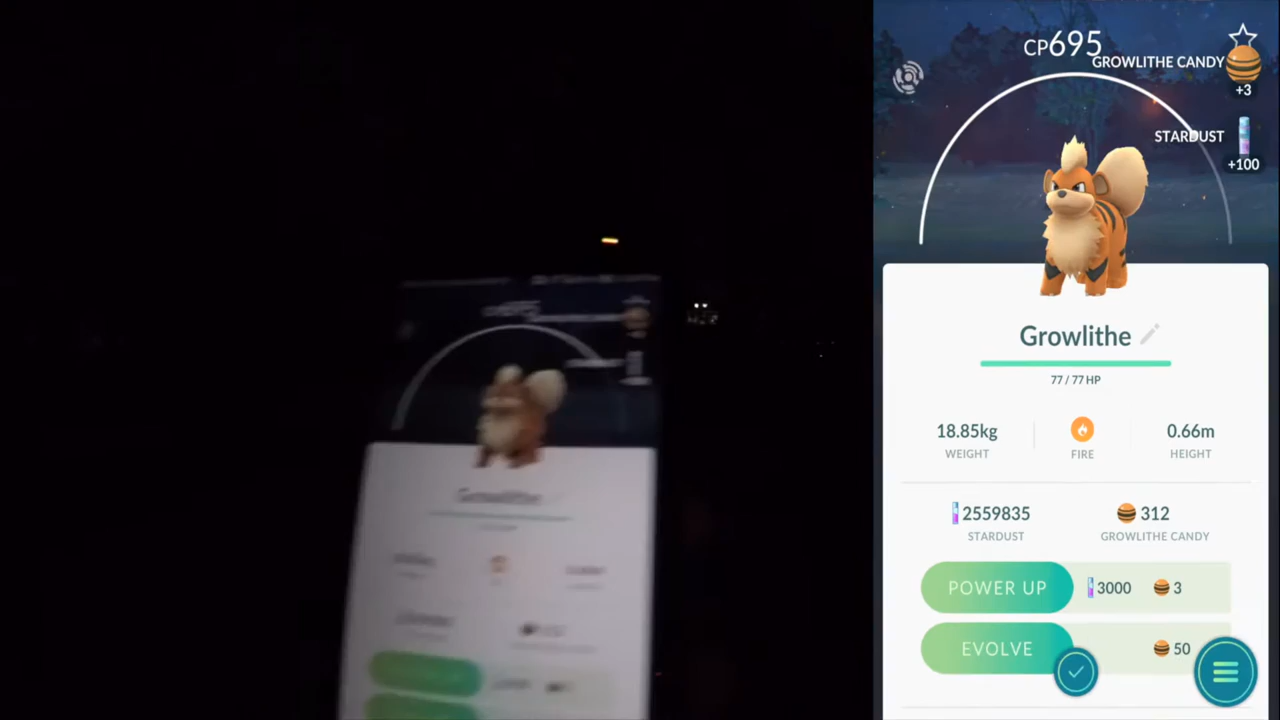 CP695
GROWLITHE CANDY
+3
STARDUST
+100
Growlithe
77 / 77 HP
18.85kg
WEIGHT
FIRE
0.66m
HEIGHT
2559835
STARDUST
312
GROWLITHE CANDY
POWER UP 3000 3
EVOLVE 50
Growlithe